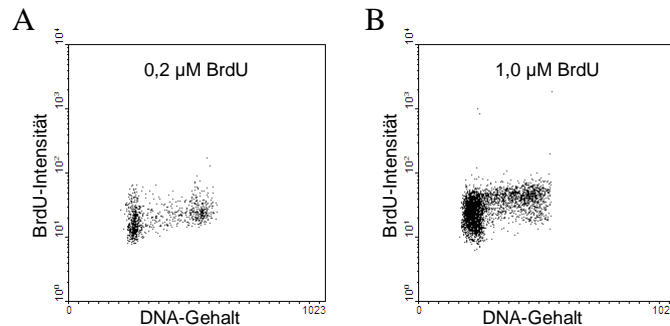 A
B
0,2 µM BrdU
1,0 µM BrdU
BrdU-Intensität
10⁰ 10¹ 10² 10³ 10⁴
BrdU-Intensität
10⁰ 10¹ 10² 10³ 10⁴
0 1023
0 102
DNA-Gehalt
DNA-Gehalt